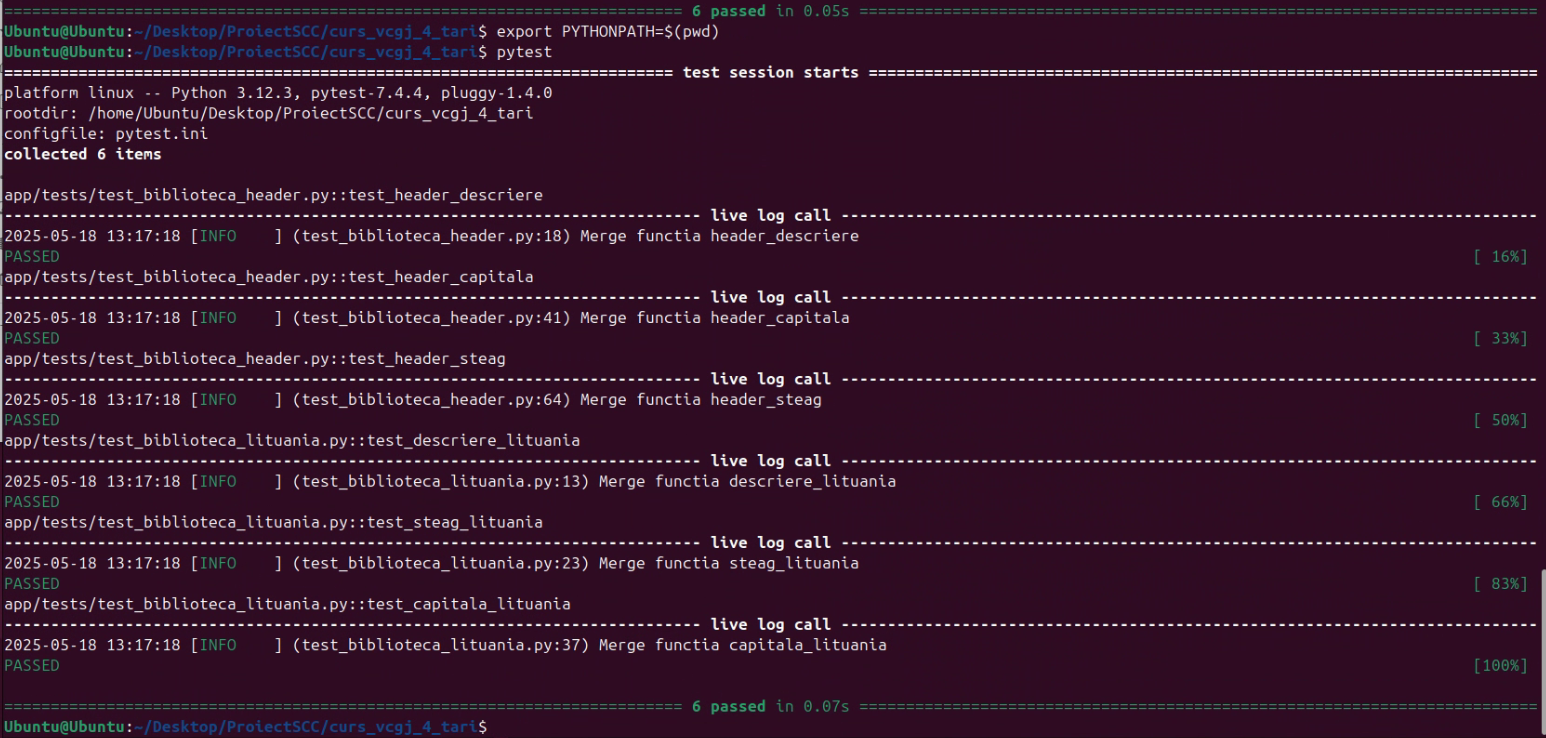 ============================== 6 passed in 0.05s ==============================
Ubuntu@Ubuntu:~/Desktop/ProiectSCC/curs_vcgj_4_tari$ export PYTHONPATH=$(pwd)
Ubuntu@Ubuntu:~/Desktop/ProiectSCC/curs_vcgj_4_tari$ pytest
============================== test session starts ==============================
platform linux -- Python 3.12.3, pytest-7.4.4, pluggy-1.4.0
rootdir: /home/Ubuntu/Desktop/ProiectSCC/curs_vcgj_4_tari
configfile: pytest.ini
collected 6 items
app/tests/test_biblioteca_header.py::test_header_descriere
------------------------------ live log call ------------------------------
2025-05-18 13:17:18 [INFO    ] (test_biblioteca_header.py:18) Merge functia header_descriere
PASSED [ 16%]
app/tests/test_biblioteca_header.py::test_header_capitala
------------------------------ live log call ------------------------------
2025-05-18 13:17:18 [INFO    ] (test_biblioteca_header.py:41) Merge functia header_capitala
PASSED [ 33%]
app/tests/test_biblioteca_header.py::test_header_steag
------------------------------ live log call ------------------------------
2025-05-18 13:17:18 [INFO    ] (test_biblioteca_header.py:64) Merge functia header_steag
PASSED [ 50%]
app/tests/test_biblioteca_lituania.py::test_descriere_lituania
------------------------------ live log call ------------------------------
2025-05-18 13:17:18 [INFO    ] (test_biblioteca_lituania.py:13) Merge functia descriere_lituania
PASSED [ 66%]
app/tests/test_biblioteca_lituania.py::test_steag_lituania
------------------------------ live log call ------------------------------
2025-05-18 13:17:18 [INFO    ] (test_biblioteca_lituania.py:23) Merge functia steag_lituania
PASSED [ 83%]
app/tests/test_biblioteca_lituania.py::test_capitala_lituania
------------------------------ live log call ------------------------------
2025-05-18 13:17:18 [INFO    ] (test_biblioteca_lituania.py:37) Merge functia capitala_lituania
PASSED [100%]
============================== 6 passed in 0.07s ==============================
Ubuntu@Ubuntu:~/Desktop/ProiectSCC/curs_vcgj_4_tari$